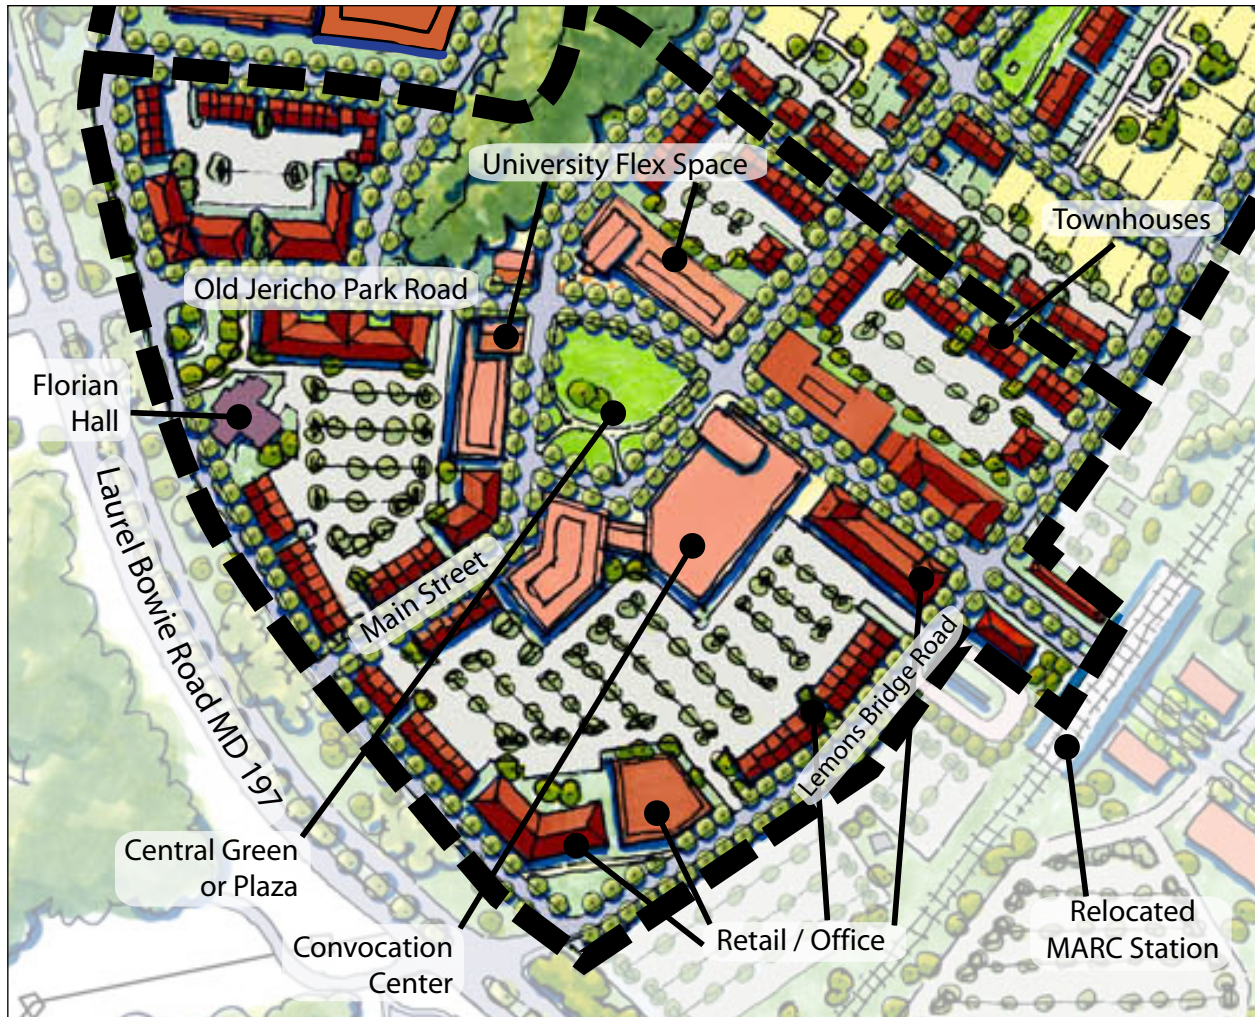 University Flex Space
Townhouses
Old Jericho Park Road
Florian
Hall
Laurel Bowie Road MD 197
Main Street
Lemons Bridge Road
Central Green
or Plaza
Convocation
Center
Retail / Office
Relocated
MARC Station